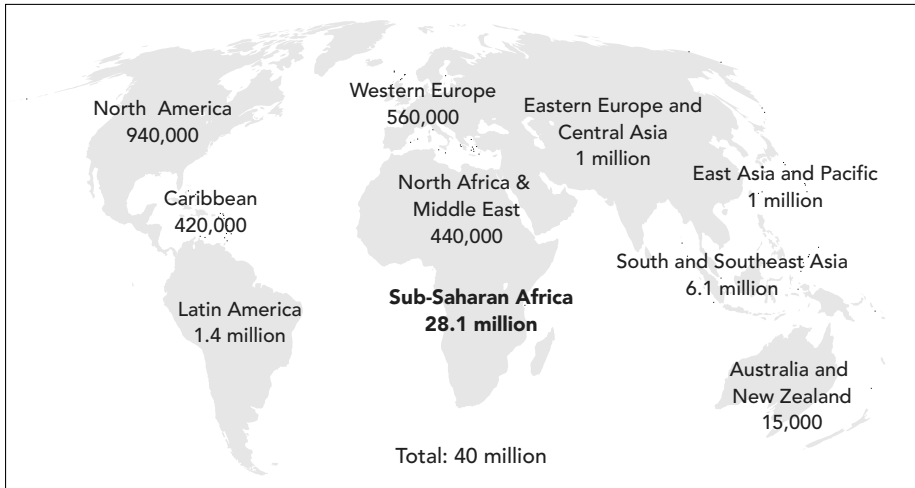 North America
940,000
Western Europe
560,000
Eastern Europe and
Central Asia
1 million
Caribbean
420,000
North Africa &
Middle East
440,000
East Asia and Pacific
1 million
South and Southeast Asia
6.1 million
Latin America
1.4 million
Sub-Saharan Africa
28.1 million
Australia and
New Zealand
15,000
Total: 40 million